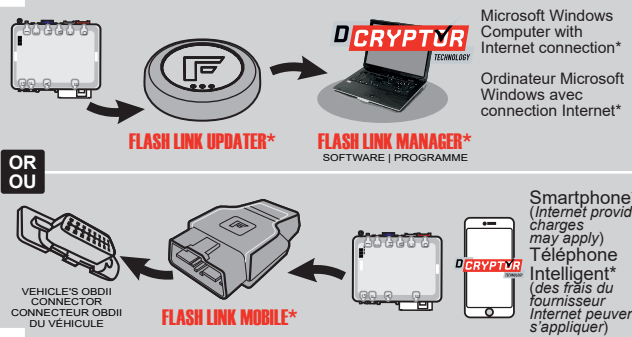 DCRYPTOR
TECHNOLOGY
Microsoft Windows
Computer with
Internet connection*
Ordinateur Microsoft
Windows avec
connection Internet*
FLASH LINK UPDATER*
FLASH LINK MANAGER*
SOFTWARE | PROGRAMME
OR
OU
VEHICLE'S OBDII
CONNECTOR
CONNECTEUR OBDII
DU VÉHICULE
FLASH LINK MOBILE*
DCRYPTOR
Smartphone
(Internet provid
charges
may apply)
Téléphone
Intelligent*
(des frais du
fournisseur
Internet peuver
s'appliquer)